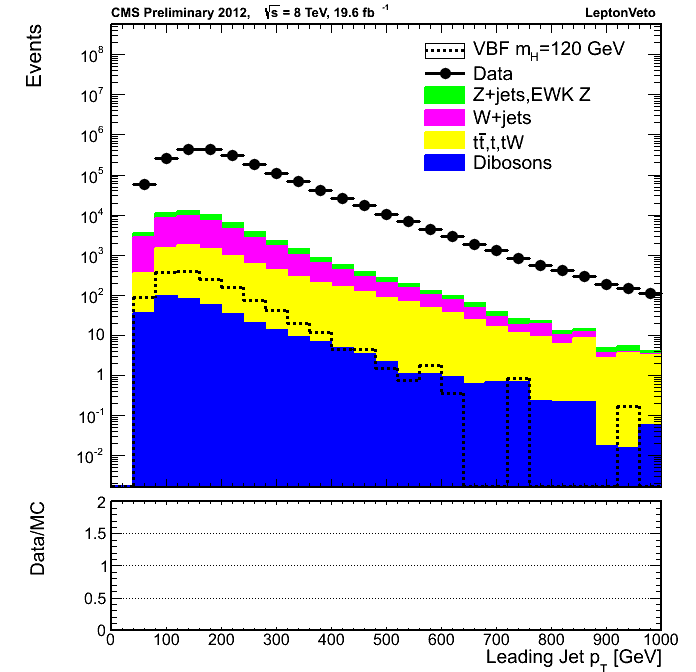 CMS Preliminary 2012, √s = 8 TeV, 19.6 fb⁻¹ LeptonVeto
Events
VBF m_H=120 GeV
Data
Z+jets,EWK Z
W+jets
tt̄,t,tW
Dibosons
10⁸
10⁷
10⁶
10⁵
10⁴
10³
10²
10
1
10⁻¹
10⁻²
Data/MC
2
1.5
1
0.5
0
0 100 200 300 400 500 600 700 800 900 1000
Leading Jet p_T [GeV]